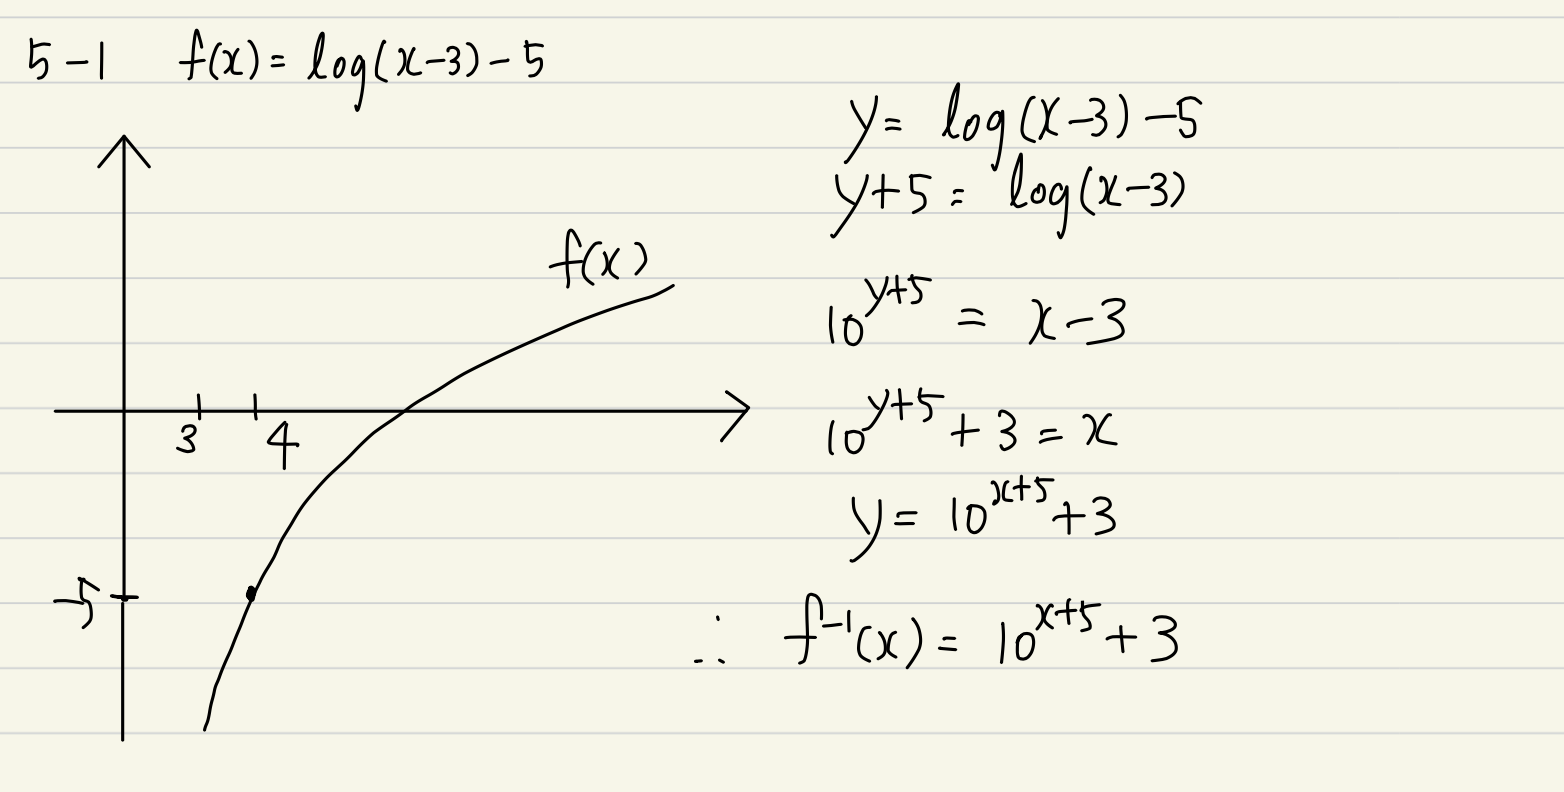 5-1 f(x) = log(x-3) - 5
f(x)
3 4
-5
y = log(x-3) - 5
y+5 = log(x-3)
10^{y+5} = x-3
10^{y+5} + 3 = x
y = 10^{x+5} + 3
∴ f^{-1}(x) = 10^{x+5} + 3